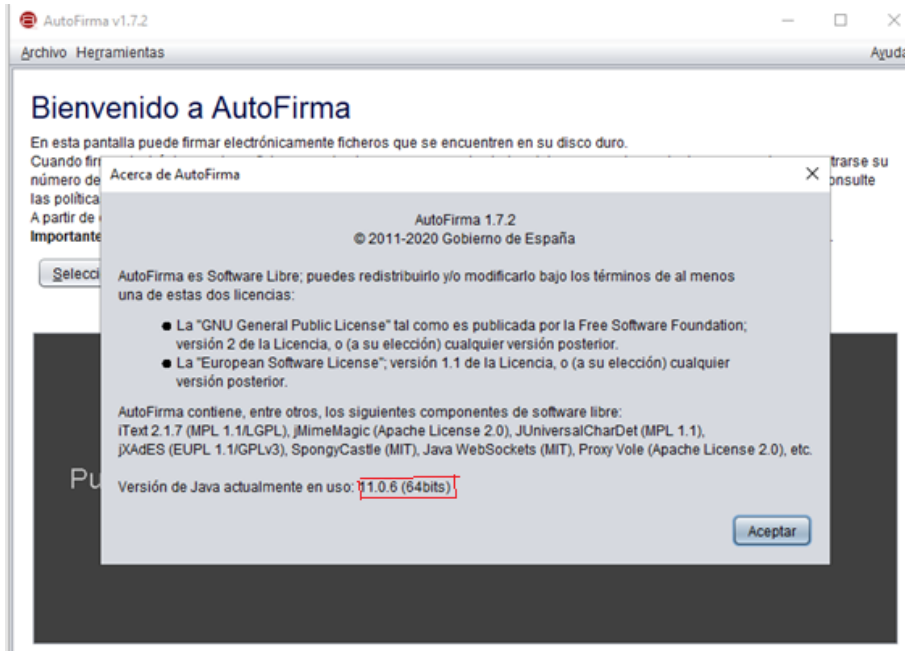 AutoFirma v1.7.2
Archivo Herramientas Ayuda
Bienvenido a AutoFirma
En esta pantalla puede firmar electrónicamente ficheros que se encuentren en su disco duro.
Cuando
trarse su
número de
onsulte
las política
A partir de
Importante
Selecci
Acerca de AutoFirma
AutoFirma 1.7.2
© 2011-2020 Gobierno de España
AutoFirma es Software Libre; puedes redistribuirlo y/o modificarlo bajo los términos de al menos
una de estas dos licencias:
● La "GNU General Public License" tal como es publicada por la Free Software Foundation;
versión 2 de la Licencia, o (a su elección) cualquier versión posterior.
● La "European Software License"; versión 1.1 de la Licencia, o (a su elección) cualquier
versión posterior.
AutoFirma contiene, entre otros, los siguientes componentes de software libre:
iText 2.1.7 (MPL 1.1/LGPL), jMimeMagic (Apache License 2.0), JUniversalCharDet (MPL 1.1),
jXAdES (EUPL 1.1/GPLv3), SpongyCastle (MIT), Java WebSockets (MIT), Proxy Vole (Apache License 2.0), etc.
Pu
Versión de Java actualmente en uso: 11.0.6 (64bits)
Aceptar